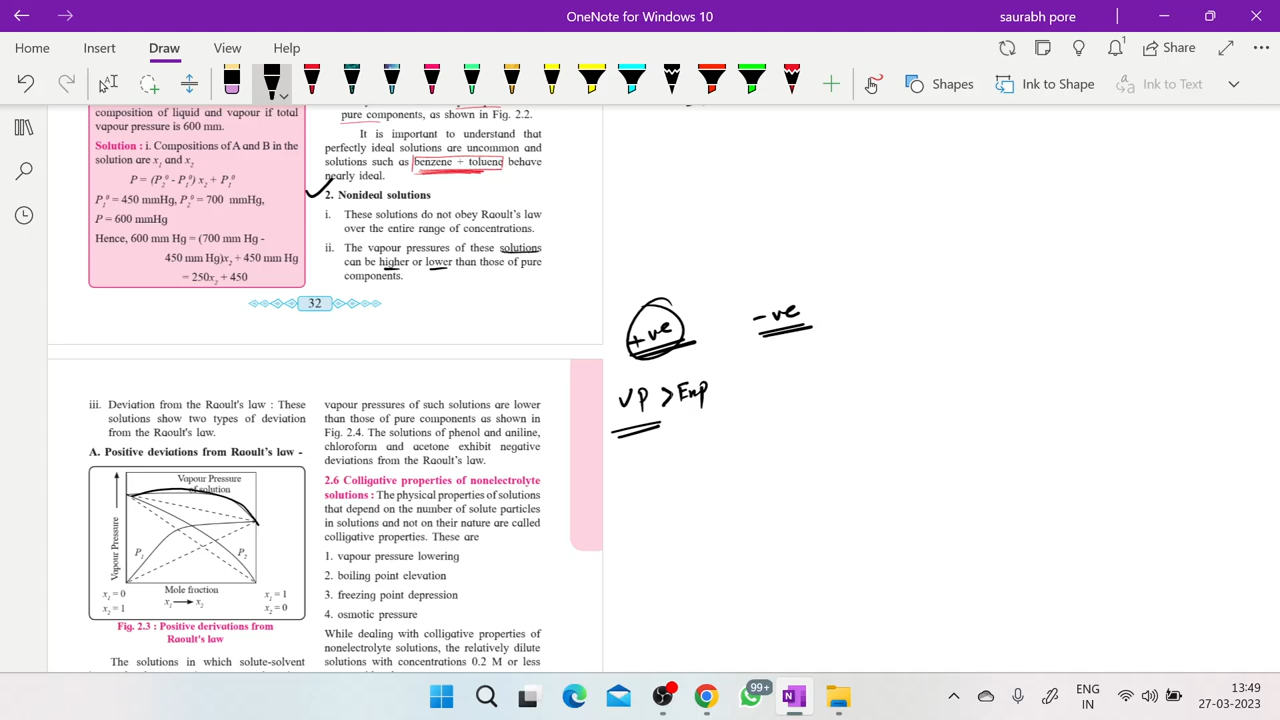 OneNote for Windows 10
saurabh pore
Home
Insert
Draw
View
Help
Share
Shapes
Ink to Shape
Ink to Text
composition of liquid and vapour if total
vapour pressure is 600 mm.
Solution : i. Compositions of A and B in the
solution are x₁ and x₂
P = (P₂⁰ - P₁⁰) x₂ + P₁⁰
P₁⁰ = 450 mmHg, P₂⁰ = 700 mmHg,
P = 600 mmHg
Hence, 600 mm Hg = (700 mm Hg -
450 mm Hg)x₂ + 450 mm Hg
= 250x₂ + 450
pure components, as shown in Fig. 2.2.
It is important to understand that
perfectly ideal solutions are uncommon and
solutions such as benzene + toluene behave
nearly ideal.
2. Nonideal solutions
i. These solutions do not obey Raoult's law
over the entire range of concentrations.
ii. The vapour pressures of these solutions
can be higher or lower than those of pure
components.
32
+ve
-ve
VP > Exp
iii. Deviation from the Raoult's law : These
solutions show two types of deviation
from the Raoult's law.
A. Positive deviations from Raoult's law -
Vapour Pressure
of solution
Vapour Pressure
P₁
P₂
Mole fraction
x₁ → x₂
x₁ = 0
x₂ = 1
x₁ = 1
x₂ = 0
Fig. 2.3 : Positive derivations from
Raoult's law
The solutions in which solute-solvent
vapour pressures of such solutions are lower
than those of pure components as shown in
Fig. 2.4. The solutions of phenol and aniline,
chloroform and acetone exhibit negative
deviations from the Raoult's law.
2.6 Colligative properties of nonelectrolyte
solutions : The physical properties of solutions
that depend on the number of solute particles
in solutions and not on their nature are called
colligative properties. These are
1. vapour pressure lowering
2. boiling point elevation
3. freezing point depression
4. osmotic pressure
While dealing with colligative properties of
nonelectrolyte solutions, the relatively dilute
solutions with concentrations 0.2 M or less
99+
ENG
IN
13:49
27-03-2023